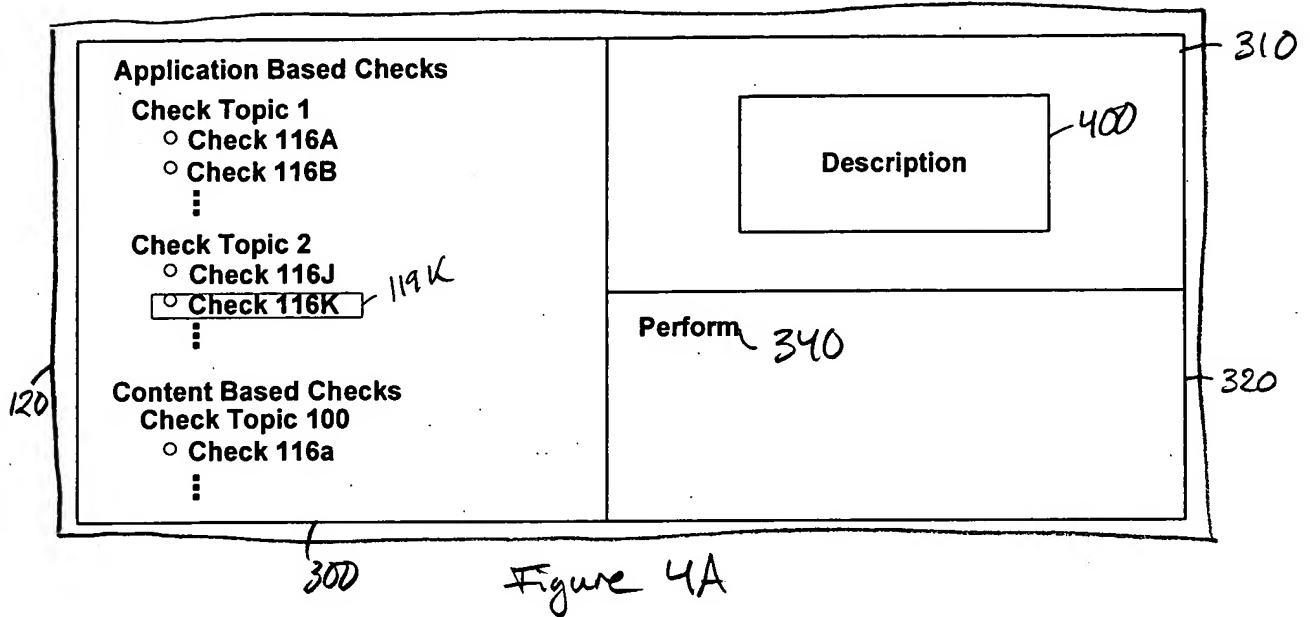 Application Based Checks
Check Topic 1
Check 116A
Check 116B
Check Topic 2
Check 116J
Check 116K
119K
Content Based Checks
Check Topic 100
Check 116a
120
300
310
Description
400
Perform
340
320
Figure 4A